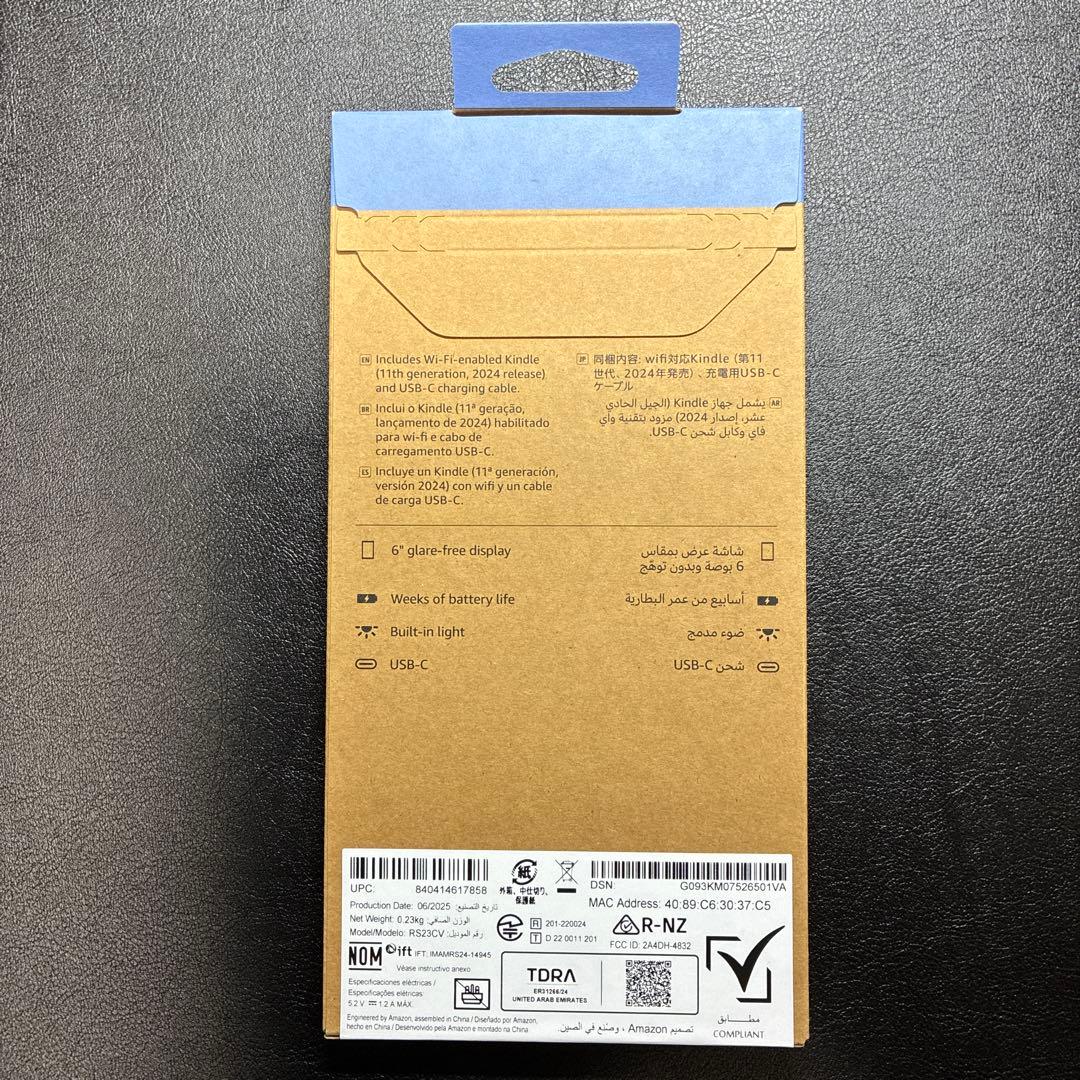 EN Includes Wi-Fi-enabled Kindle
(11th generation, 2024 release)
and USB-C charging cable.
BR Inclui o Kindle (11ª geração,
lançamento de 2024) habilitado
para wi-fi e cabo de
carregamento USB-C.
ES Incluye un Kindle (11ª generación,
versión 2024) con wifi y un cable
de carga USB-C.
JP 同梱内容: wifi対応Kindle (第11
世代、2024年発売)、充電用USB-C
ケーブル
AR يشمل جهاز Kindle (الجيل الحادي
عشر، إصدار 2024) مزود بتقنية واي
فاي وكابل شحن USB-C.
6" glare-free display
Weeks of battery life
Built-in light
USB-C
شاشة عرض بمقاس
6 بوصة وبدون توهّج
أسابيع من عمر البطارية
ضوء مدمج
شحن USB-C
UPC: 840414617858
Production Date: 06/2025 تاريخ التصنيع:
Net Weight: 0.23kg الوزن الصافي:
Model/Modelo: RS23CV رقم الموديل:
NOM ift IFT: IMAMRS24-14945
Véase instructivo anexo
Especificaciones eléctricas /
Especificações elétricas:
5.2 V 1.2 A MÁX.
紙
外箱、中仕切り、
保護紙
R 201-220024
T D 22 0011 201
DSN: G093KM07526501VA
MAC Address: 40:89:C6:30:37:C5
R-NZ
FCC ID: 2A4DH-4832
TDRA
ER31266/24
UNITED ARAB EMIRATES
مطابق
COMPLIANT
Engineered by Amazon, assembled in China / Diseñado por Amazon,
hecho en China / Desenvolvido pela Amazon e montado na China.
تصميم Amazon ، وصُنع في الصين.